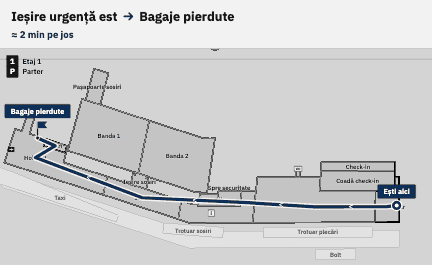 Ieșire urgență est → Bagaje pierdute
≈ 2 min pe jos
1 Etaj 1
P Parter
Pașapoarte sosiri
Bagaje pierdute
Banda 1
Banda 2
Ieșire sosiri
Spre securitate
Check-in
Coadă check-in
Ești aici
Taxi
Trotuar sosiri
Trotuar plecări
Bolt